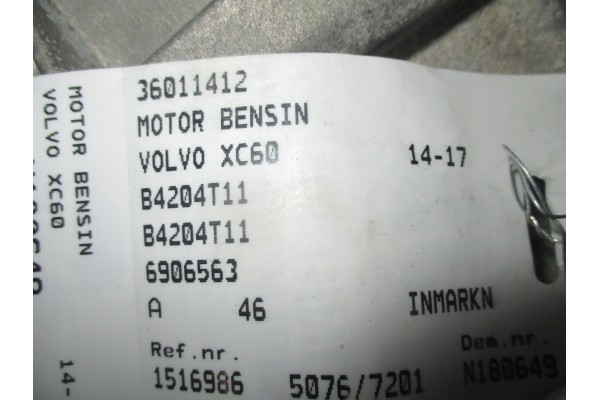 36011412
MOTOR BENSIN
VOLVO XC60 14-17
B4204T11
B4204T11
6906563
A 46 INMARKN
Ref.nr. Dem.nr.
1516986 5076/7201 N180649
MOTOR BENSIN
VOLVO XC60
14-